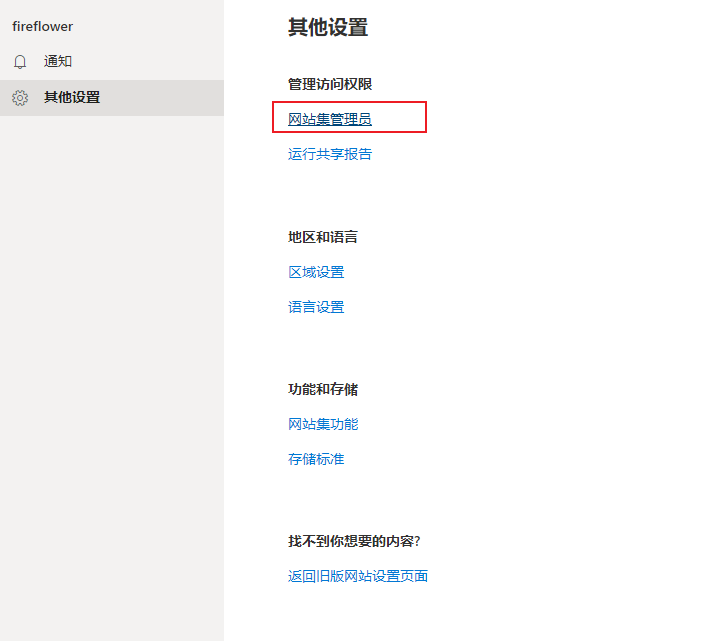 fireflower
通知
其他设置
其他设置
管理访问权限
网站集管理员
运行共享报告
地区和语言
区域设置
语言设置
功能和存储
网站集功能
存储标准
找不到你想要的内容?
返回旧版网站设置页面